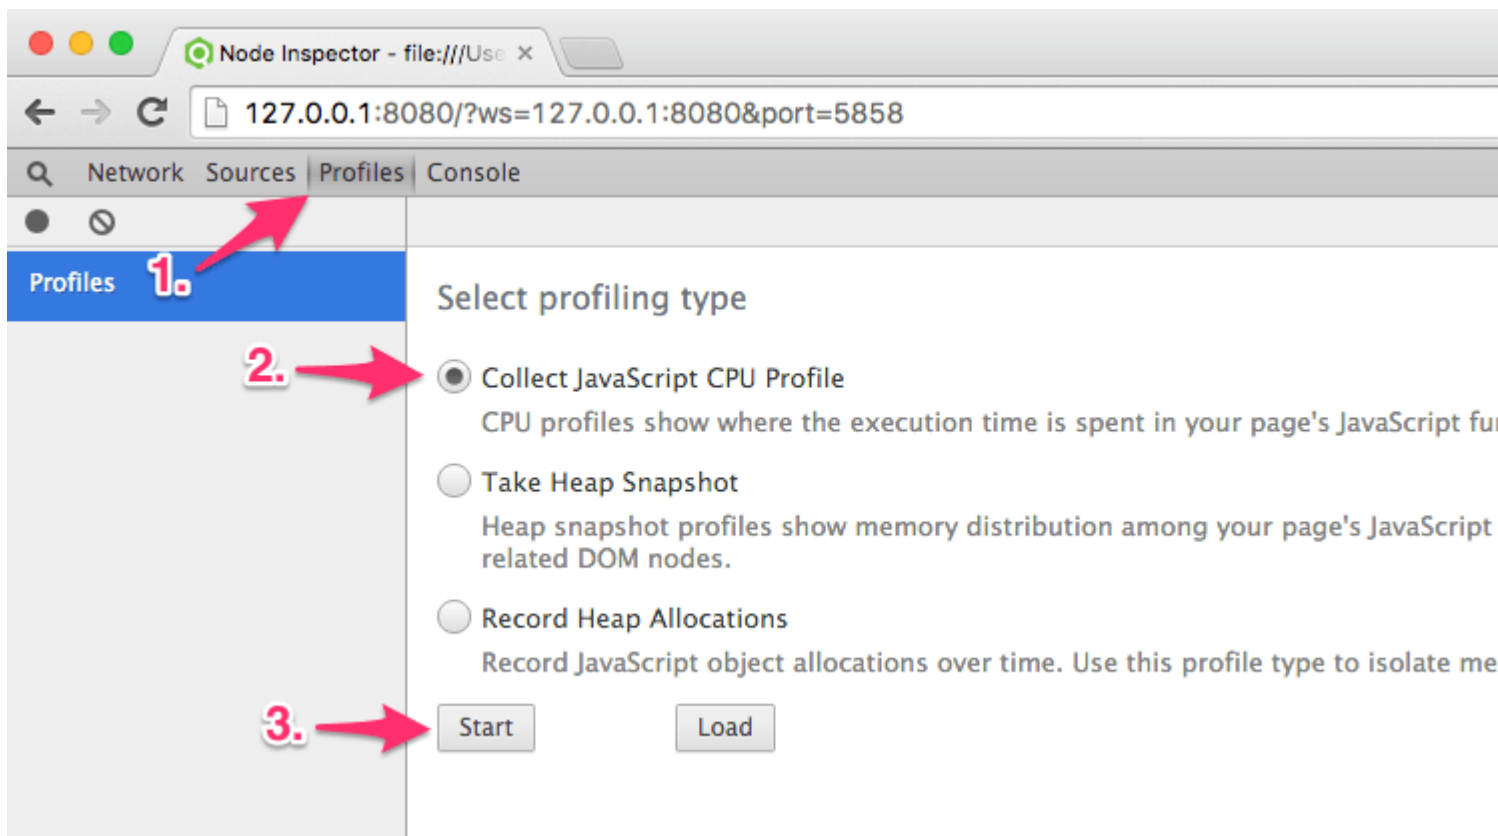 Node Inspector - file:///Use
127.0.0.1:8080/?ws=127.0.0.1:8080&port=5858
Network Sources Profiles Console
Profiles
1.
Select profiling type
2.
Collect JavaScript CPU Profile
CPU profiles show where the execution time is spent in your page's JavaScript
Take Heap Snapshot
Heap snapshot profiles show memory distribution among your page's JavaScript
related DOM nodes.
Record Heap Allocations
Record JavaScript object allocations over time. Use this profile type to isolate
3.
Start
Load